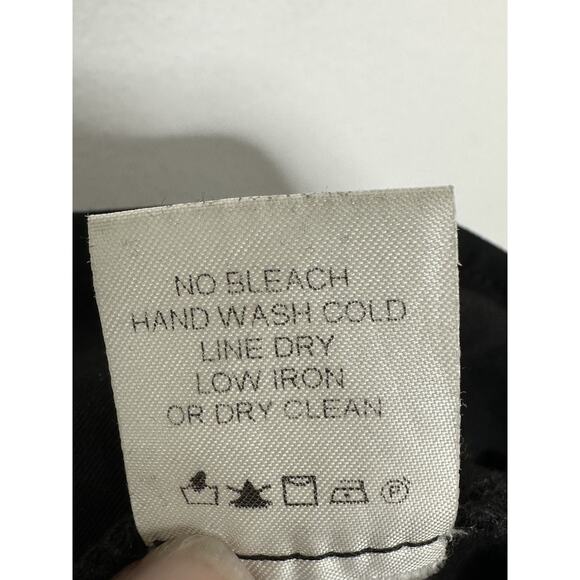 NO BLEACH
HAND WASH COLD
LINE DRY
LOW IRON
OR DRY CLEAN
P